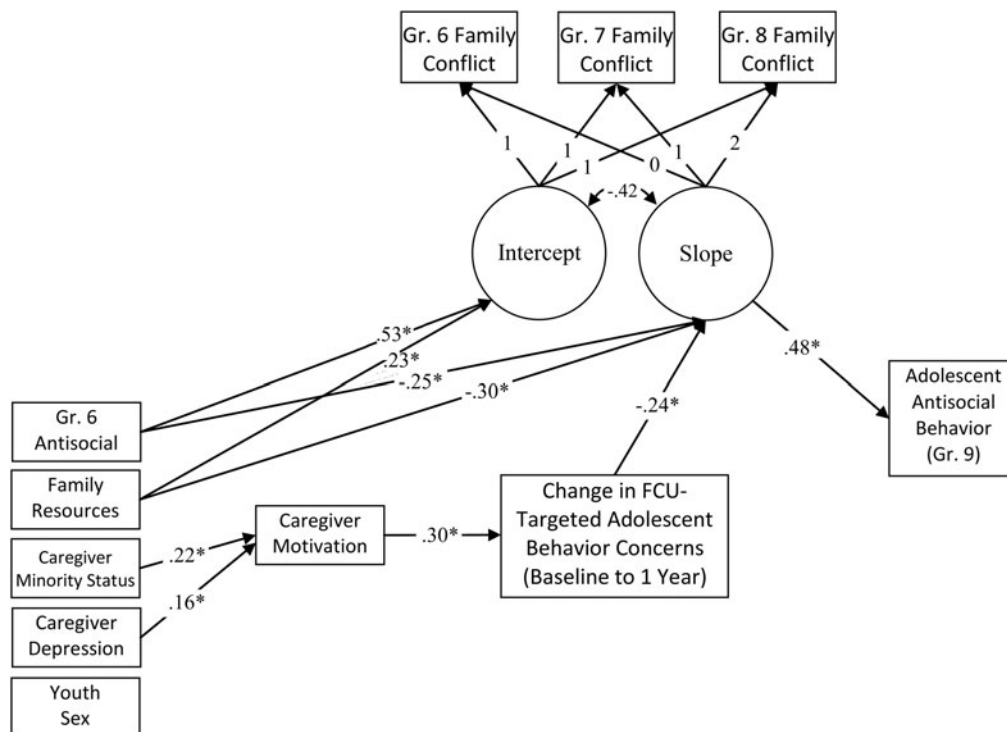 Gr. 6 Family
Conflict
Gr. 7 Family
Conflict
Gr. 8 Family
Conflict
1
1
1
0
1
2
-.42
Intercept
Slope
.53*
.23*
-.25*
-.30*
.48*
-.24*
Gr. 6
Antisocial
Family
Resources
Caregiver
Minority Status
Caregiver
Depression
Youth
Sex
.22*
.16*
Caregiver
Motivation
.30*
Change in FCU-
Targeted Adolescent
Behavior Concerns
(Baseline to 1 Year)
Adolescent
Antisocial
Behavior
(Gr. 9)